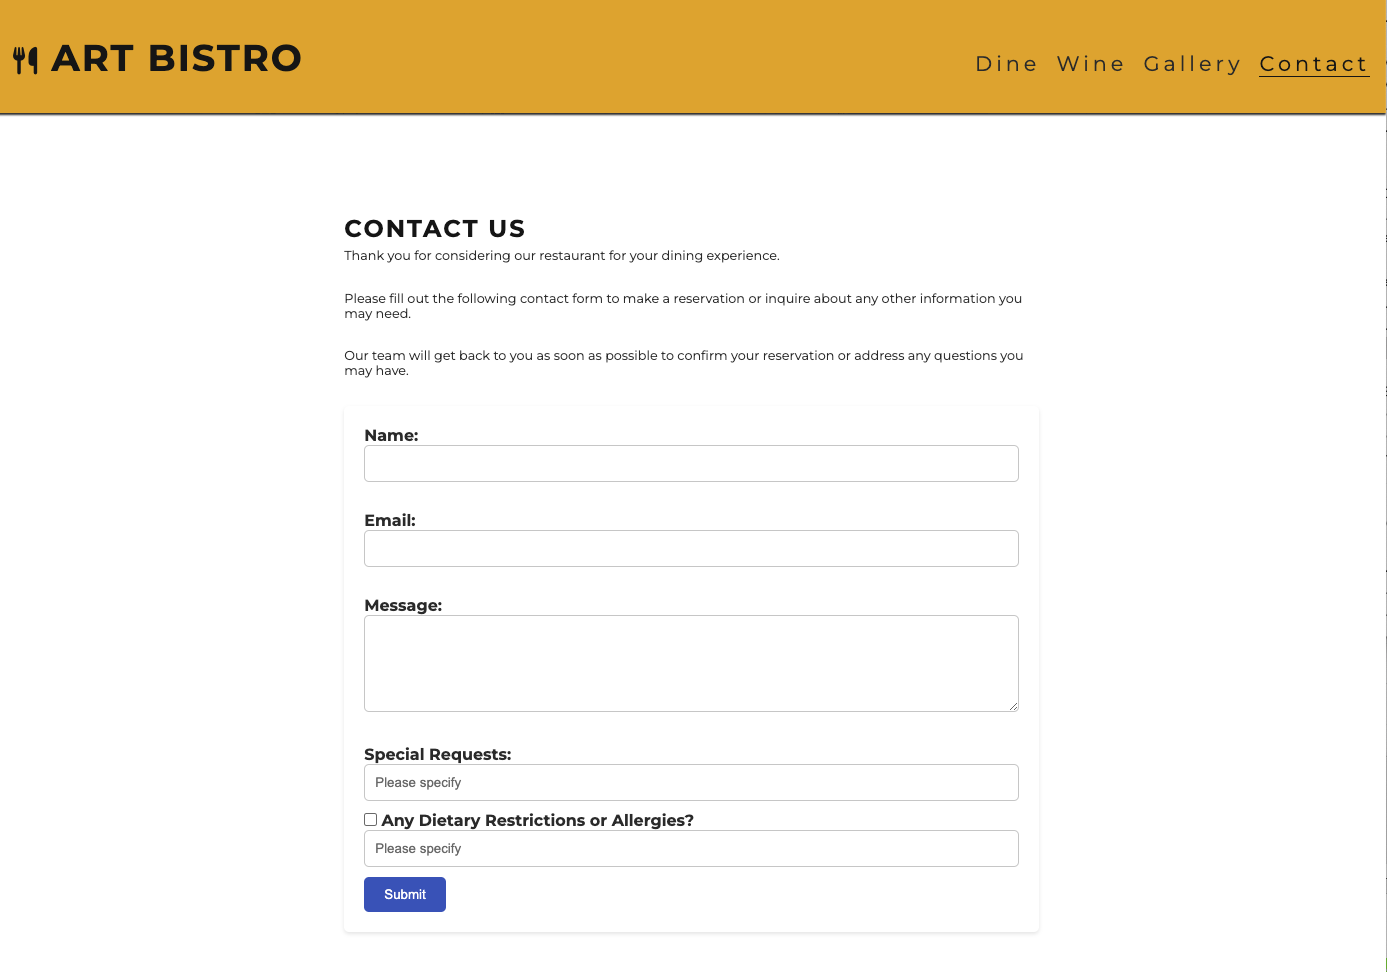 ART BISTRO
Dine Wine Gallery Contact
CONTACT US
Thank you for considering our restaurant for your dining experience.
Please fill out the following contact form to make a reservation or inquire about any other information you
may need.
Our team will get back to you as soon as possible to confirm your reservation or address any questions you
may have.
Name:
Email:
Message:
Special Requests:
Please specify
Any Dietary Restrictions or Allergies?
Please specify
Submit